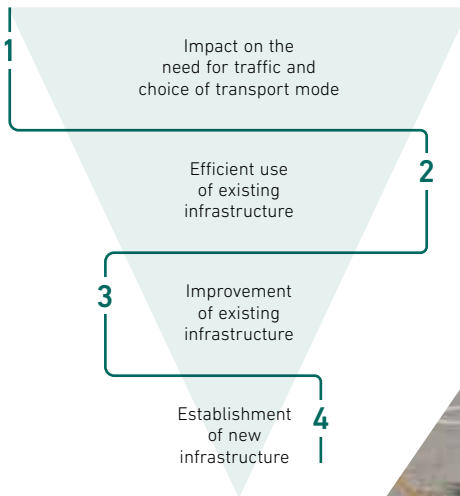 1
Impact on the
need for traffic and
choice of transport mode
2
Efficient use
of existing
infrastructure
3
Improvement
of existing
infrastructure
4
Establishment
of new
infrastructure